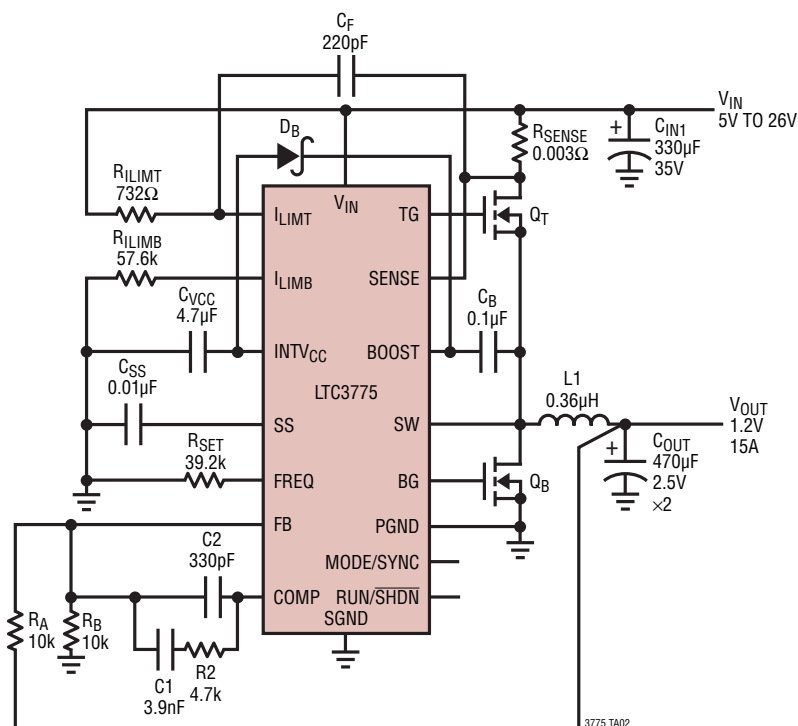 CF
220pF
VIN
5V TO 26V
DB
RSENSE
0.003Ω
CIN1
330µF
35V
+
RILIMT
732Ω
ILIMT
VIN
TG
QT
RILIMB
57.6k
ILIMB
SENSE
CVCC
4.7µF
CB
0.1µF
INTVCC
BOOST
CSS
0.01µF
LTC3775
L1
0.36µH
SS
SW
VOUT
1.2V
15A
RSET
39.2k
+
COUT
470µF
2.5V
×2
FREQ
BG
QB
FB
PGND
C2
330pF
MODE/SYNC
COMP
RUN/SHDN
SGND
RA
10k
RB
10k
C1
3.9nF
R2
4.7k
3775 TA02